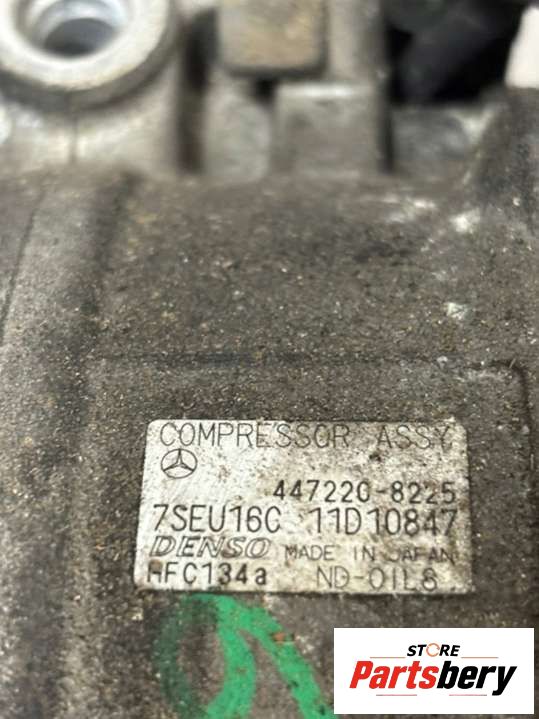 COMPRESSOR ASSY
447220-8225
7SEU16C 11D10847
DENSO MADE IN JAPAN
HFC134a ND-OIL8
STORE
Partsbery